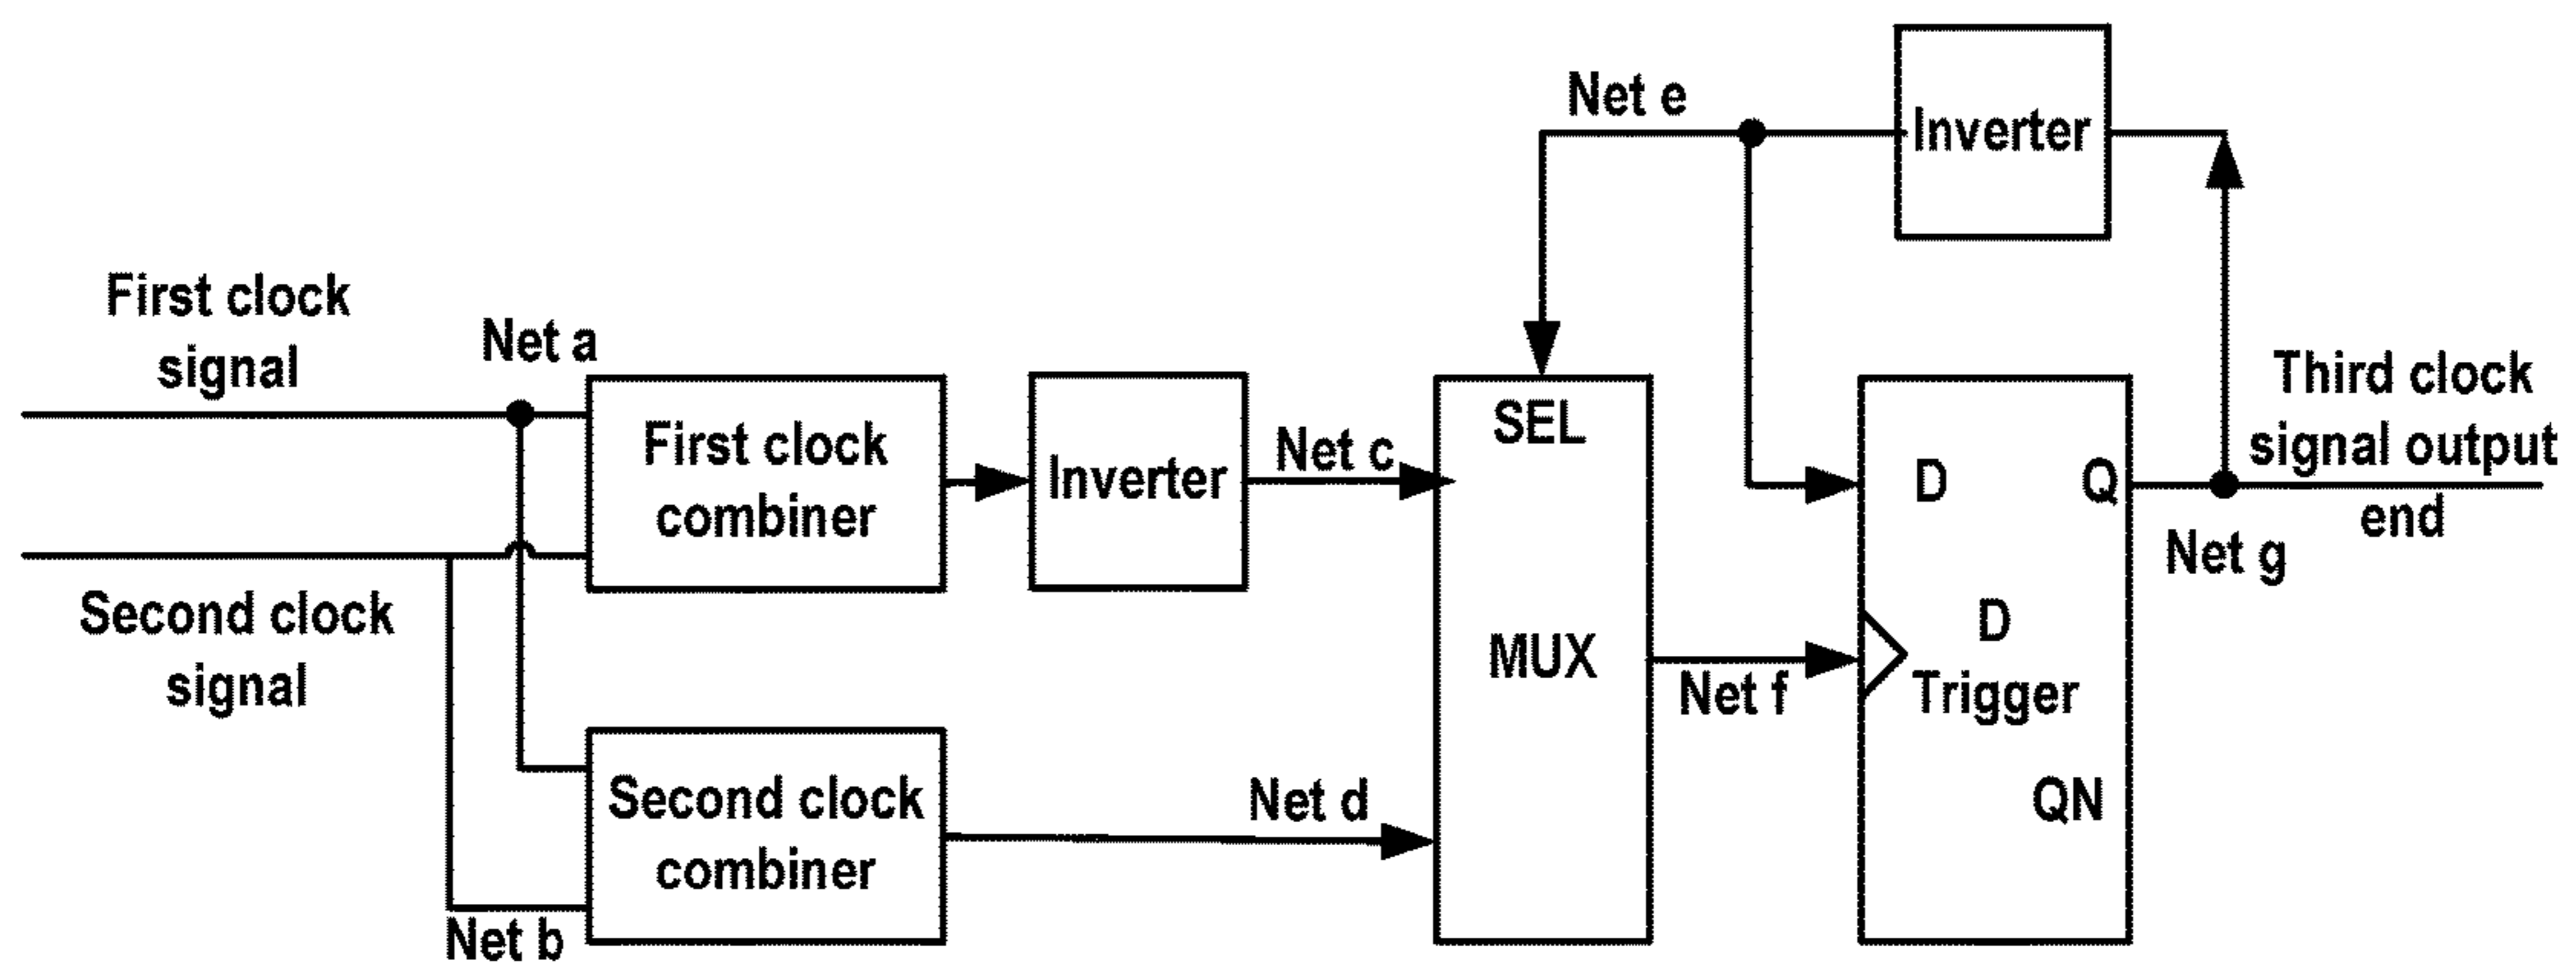 Net e
Inverter
First clock
signal
Net a
First clock
combiner
Inverter
Net c
SEL
MUX
D
Q
D
Trigger
QN
Third clock
signal output
end
Net g
Net f
Second clock
signal
Second clock
combiner
Net d
Net b